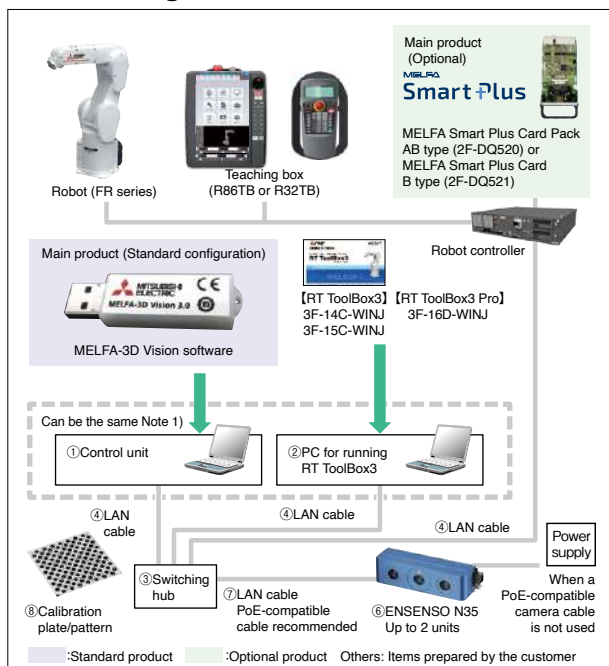 Main product
(Optional)
MELFA
Smart Plus
MELFA Smart Plus Card Pack
AB type (2F-DQ520) or
MELFA Smart Plus Card
B type (2F-DQ521)
Robot (FR series)
Teaching box
(R86TB or R32TB)
Robot controller
Main product (Standard configuration)
MITSUBISHI
ELECTRIC
MELFA-3D Vision 3.0
CE
MELFA-3D Vision software
RT ToolBox3
【RT ToolBox3】
3F-14C-WINJ
3F-15C-WINJ
【RT ToolBox3 Pro】
3F-16D-WINJ
Can be the same Note 1)
①Control unit
②PC for running
RT ToolBox3
④LAN
cable
④LAN cable
④LAN cable
Power
supply
③Switching
hub
⑦LAN cable
PoE-compatible
cable recommended
⑥ENSENSO N35
Up to 2 units
When a
PoE-compatible
camera cable
is not used
⑧Calibration
plate/pattern
:Standard product
:Optional product
Others: Items prepared by the customer